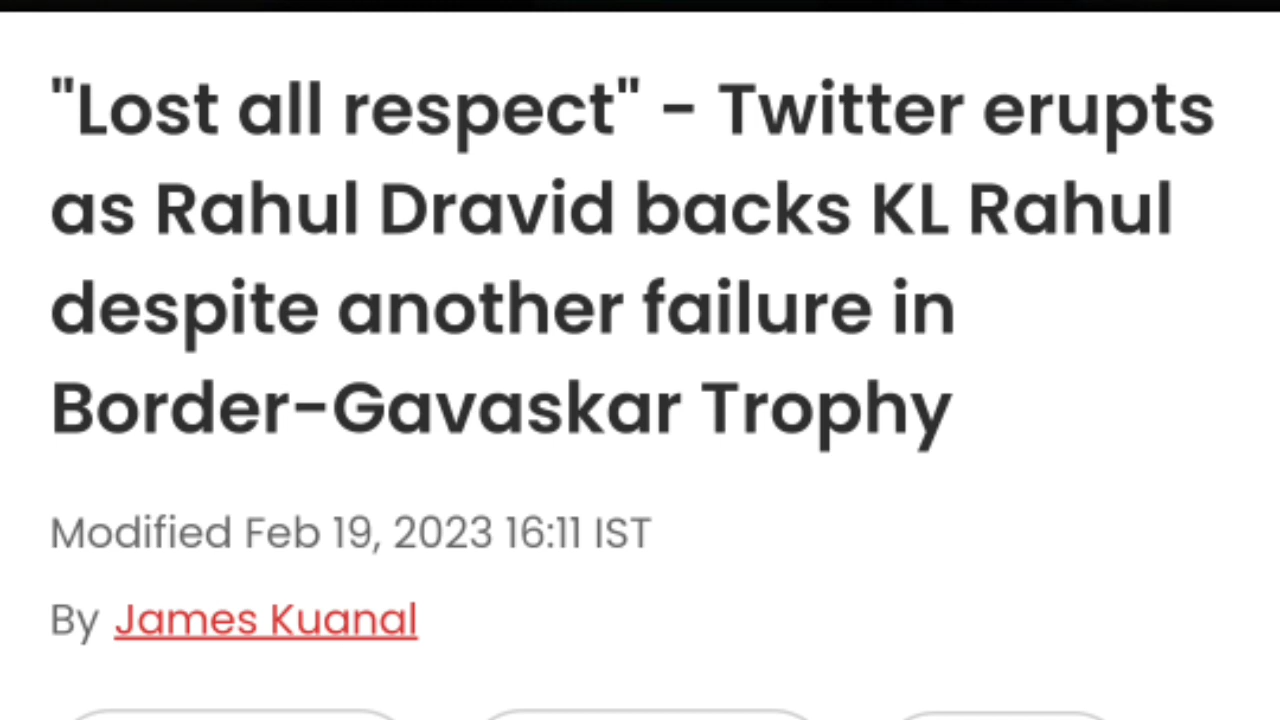 "Lost all respect" - Twitter erupts
as Rahul Dravid backs KL Rahul
despite another failure in
Border-Gavaskar Trophy
Modified Feb 19, 2023 16:11 IST
By James Kuanal